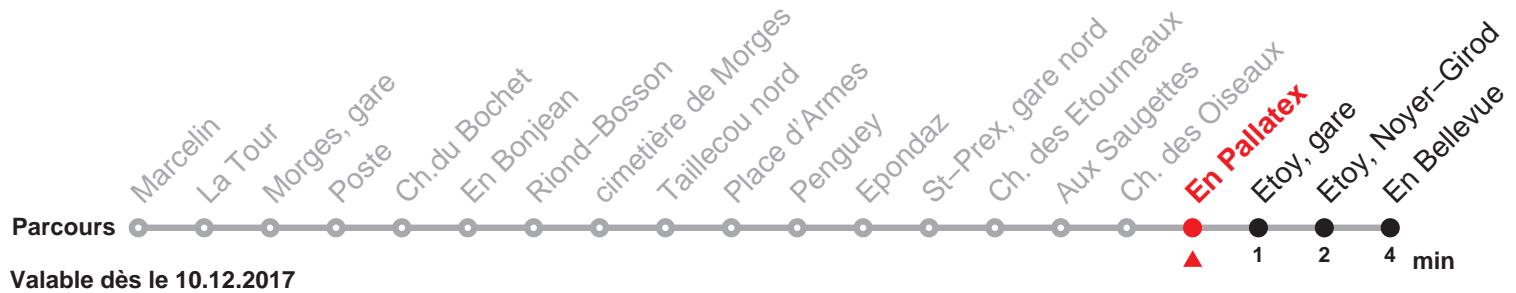 Marcelin
La Tour
Morges, gare
Poste
Ch.du Bochet
En Bonjean
Riond–Bosson
cimetière de Morges
Taillecou nord
Place d'Armes
Penguey
Epondaz
St–Prex, gare nord
Ch. des Etourneaux
Aux Saugettes
Ch. des Oiseaux
En Pallatex
Etoy, gare
Etoy, Noyer–Girod
En Bellevue
Parcours
1 2 4 min
Valable dès le 10.12.2017